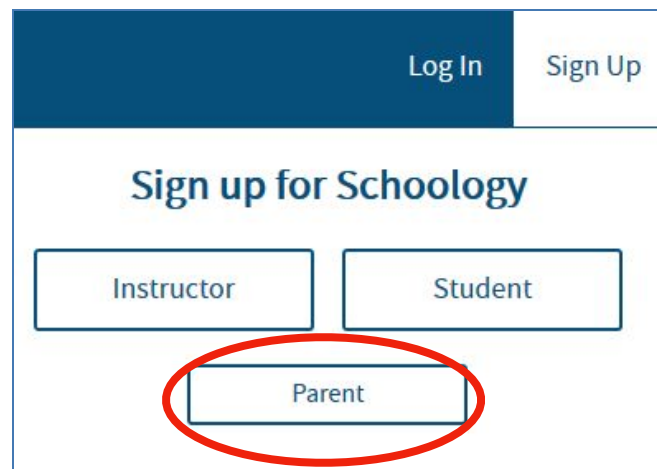 Log In Sign Up
Sign up for Schoology
Instructor Student
Parent